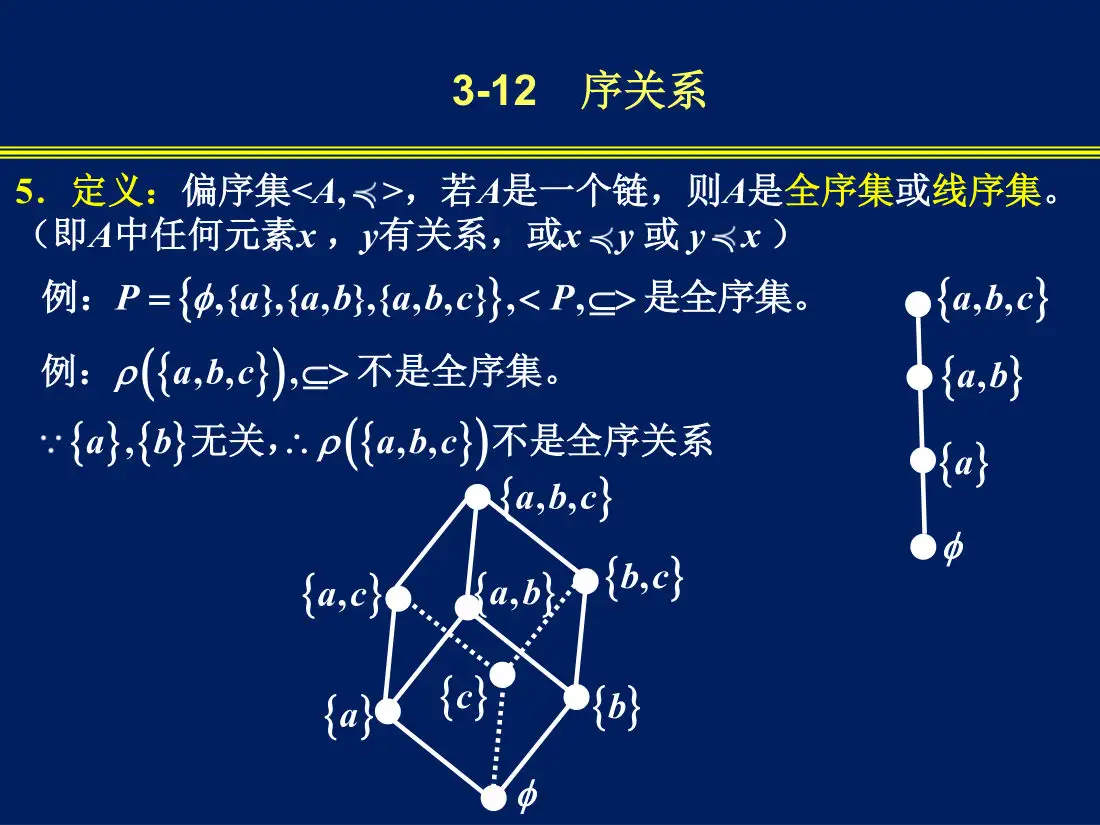 3-12 序关系
5．定义：偏序集<A, ≼>，若A是一个链，则A是全序集或线序集。
（即A中任何元素x ，y有关系，或x ≼y 或 y≼x ）
例：P = {ϕ,{a},{a,b},{a,b,c}},< P,⊆> 是全序集。
例：ρ({a,b,c}),⊆> 不是全序集。
∵{a},{b}无关,∴ρ({a,b,c})不是全序关系
{a,b,c}
{a,b}
{a}
ϕ
{a,b,c}
{a,c}
{a,b}
{b,c}
{a}
{c}
{b}
ϕ